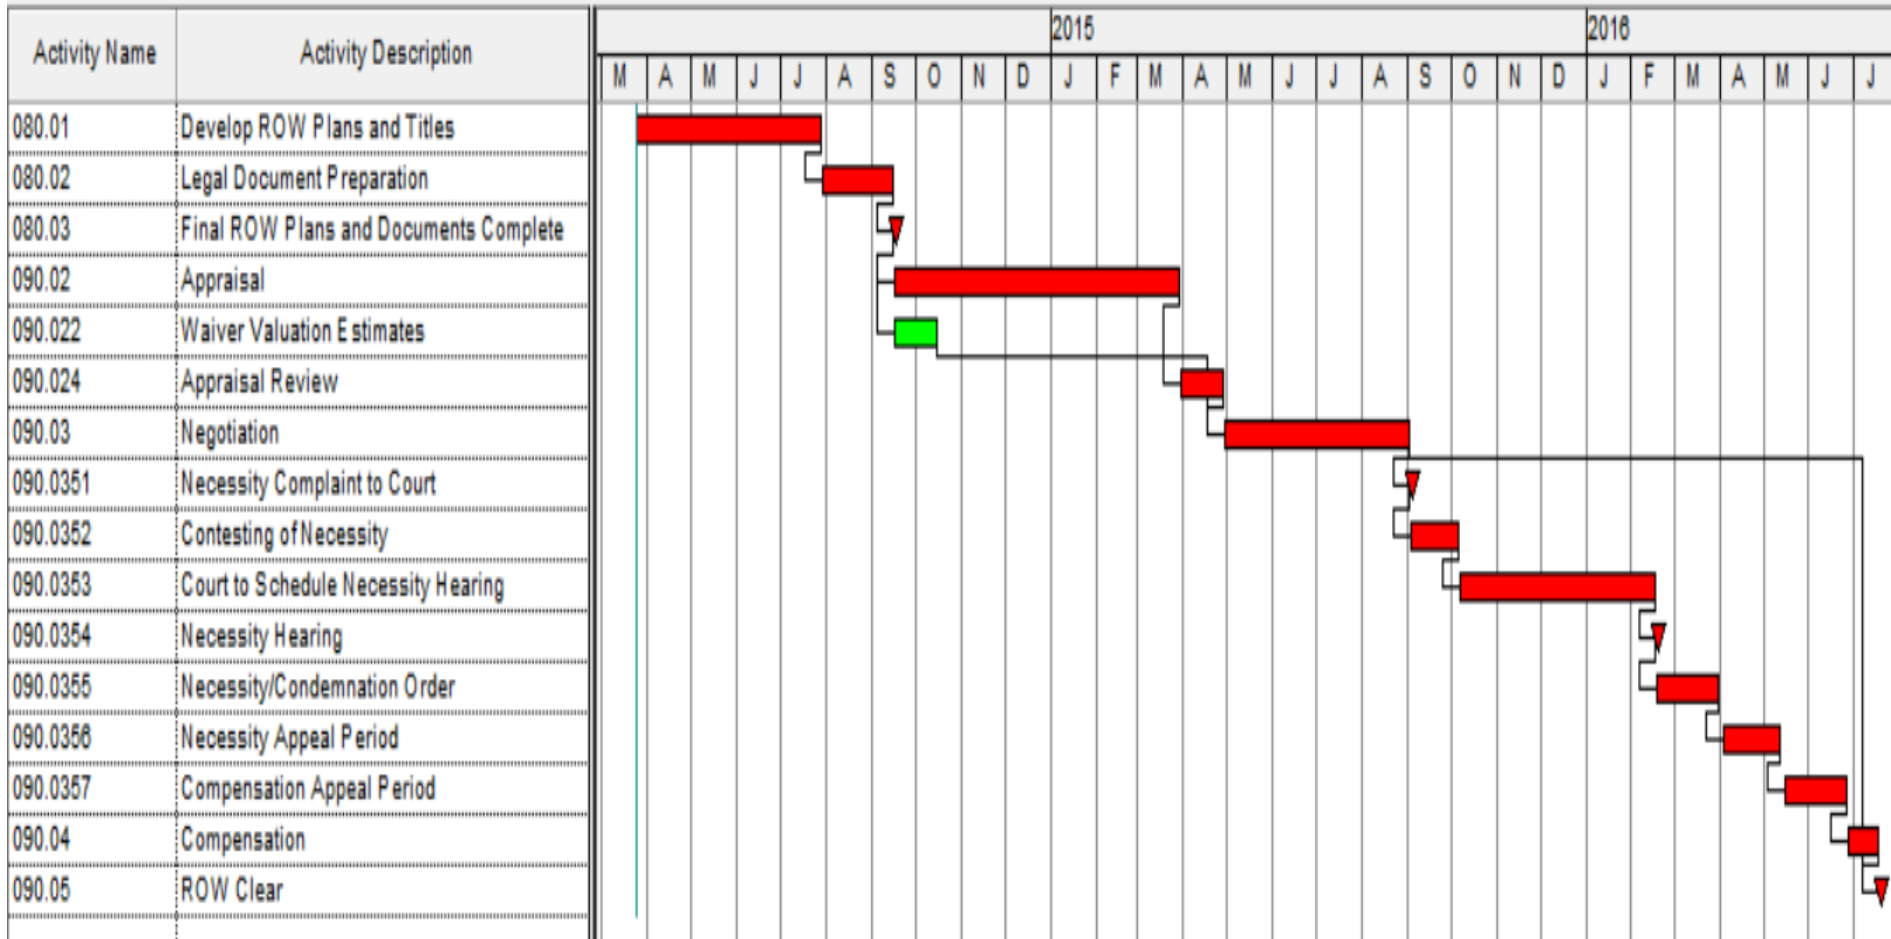 2015 2016
Activity Name Activity Description
M A M J J A S O N D J F M A M J J A S O N D J F M A M J J
080.01 Develop ROW Plans and Titles
080.02 Legal Document Preparation
080.03 Final ROW Plans and Documents Complete
090.02 Appraisal
090.022 Waiver Valuation Estimates
090.024 Appraisal Review
090.03 Negotiation
090.0351 Necessity Complaint to Court
090.0352 Contesting of Necessity
090.0353 Court to Schedule Necessity Hearing
090.0354 Necessity Hearing
090.0355 Necessity/Condemnation Order
090.0356 Necessity Appeal Period
090.0357 Compensation Appeal Period
090.04 Compensation
090.05 ROW Clear